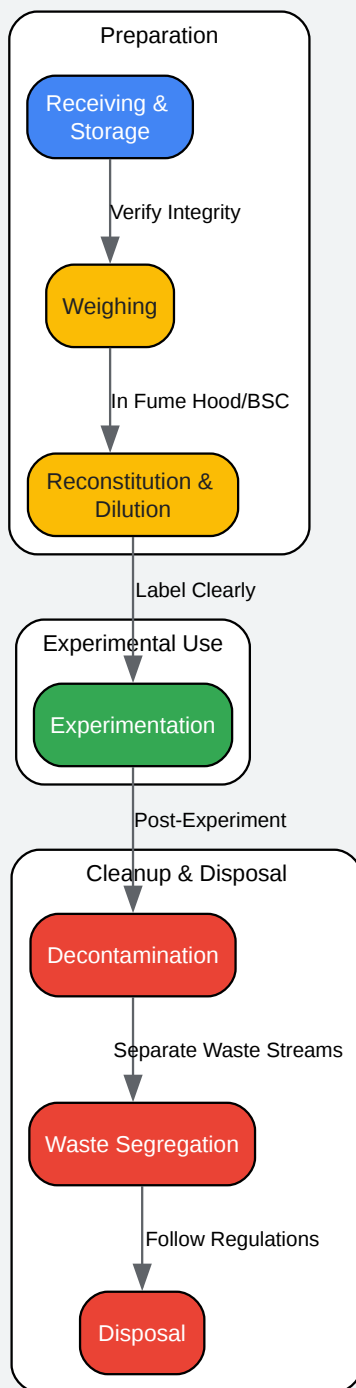 Preparation
Receiving &
Storage
Verify Integrity
Weighing
In Fume Hood/BSC
Reconstitution &
Dilution
Label Clearly
Experimental Use
Experimentation
Post-Experiment
Cleanup & Disposal
Decontamination
Separate Waste Streams
Waste Segregation
Follow Regulations
Disposal